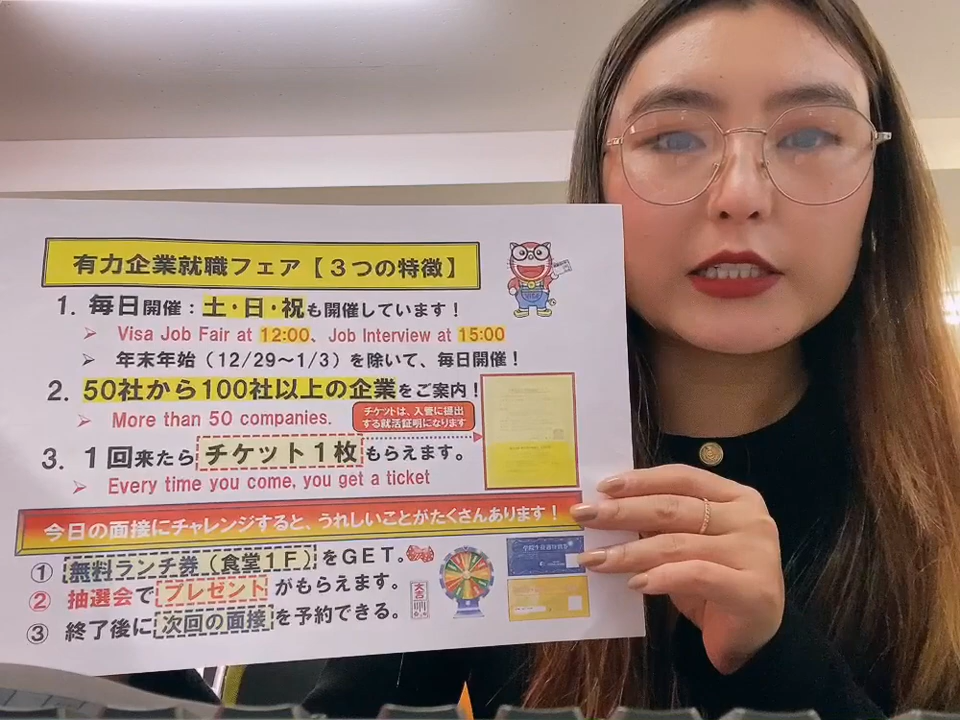 有力企業就職フェア【３つの特徴】
1. 毎日開催：土・日・祝も開催しています！
➢ Visa Job Fair at 12:00、Job Interview at 15:00
➢ 年末年始（12/29～1/3）を除いて、毎日開催！
2. 50社から100社以上の企業をご案内！
➢ More than 50 companies.
チケットは、入管に提出
する就活証明になります
3. １回来たらチケット１枚もらえます。
➢ Every time you come, you get a ticket
今日の面接にチャレンジすると、うれしいことがたくさんあります！
① 無料ランチ券（食堂１F）をＧＥＴ。
② 抽選会でプレゼントがもらえます。
③ 終了後に次回の面接を予約できる。
VISA
大吉